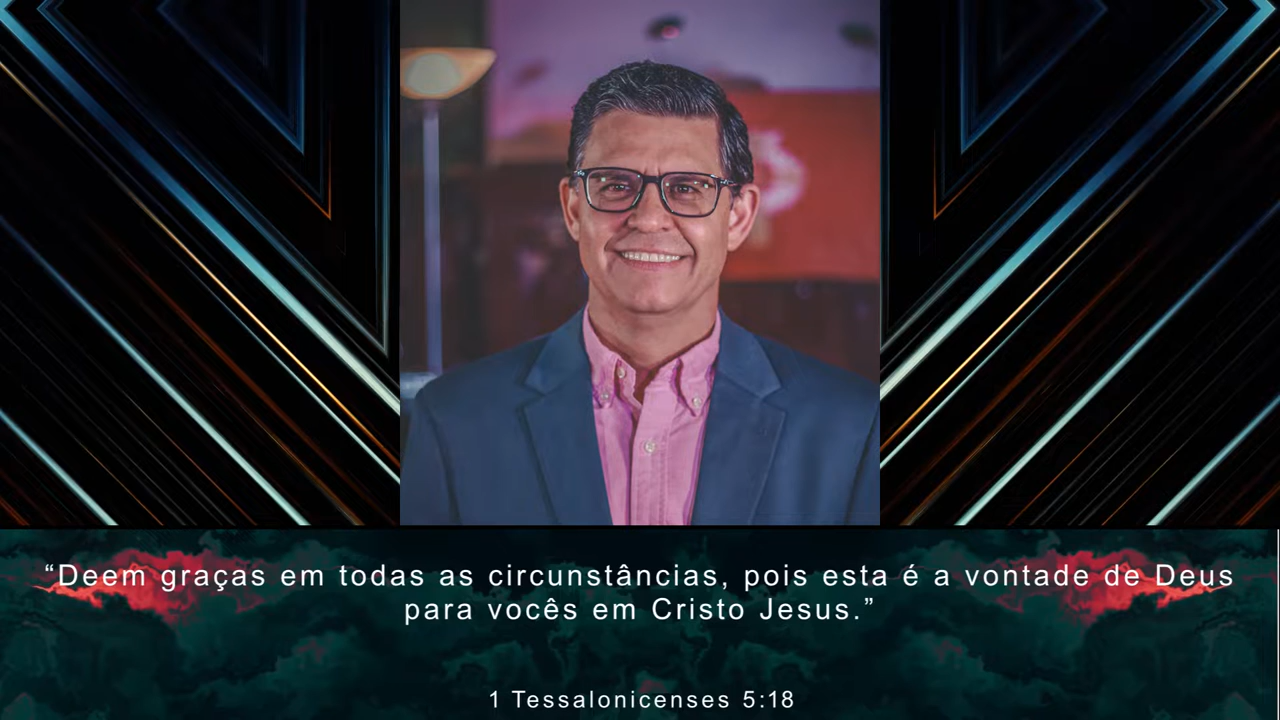 “Deem graças em todas as circunstâncias, pois esta é a vontade de Deus
para vocês em Cristo Jesus.”
1 Tessalonicenses 5:18